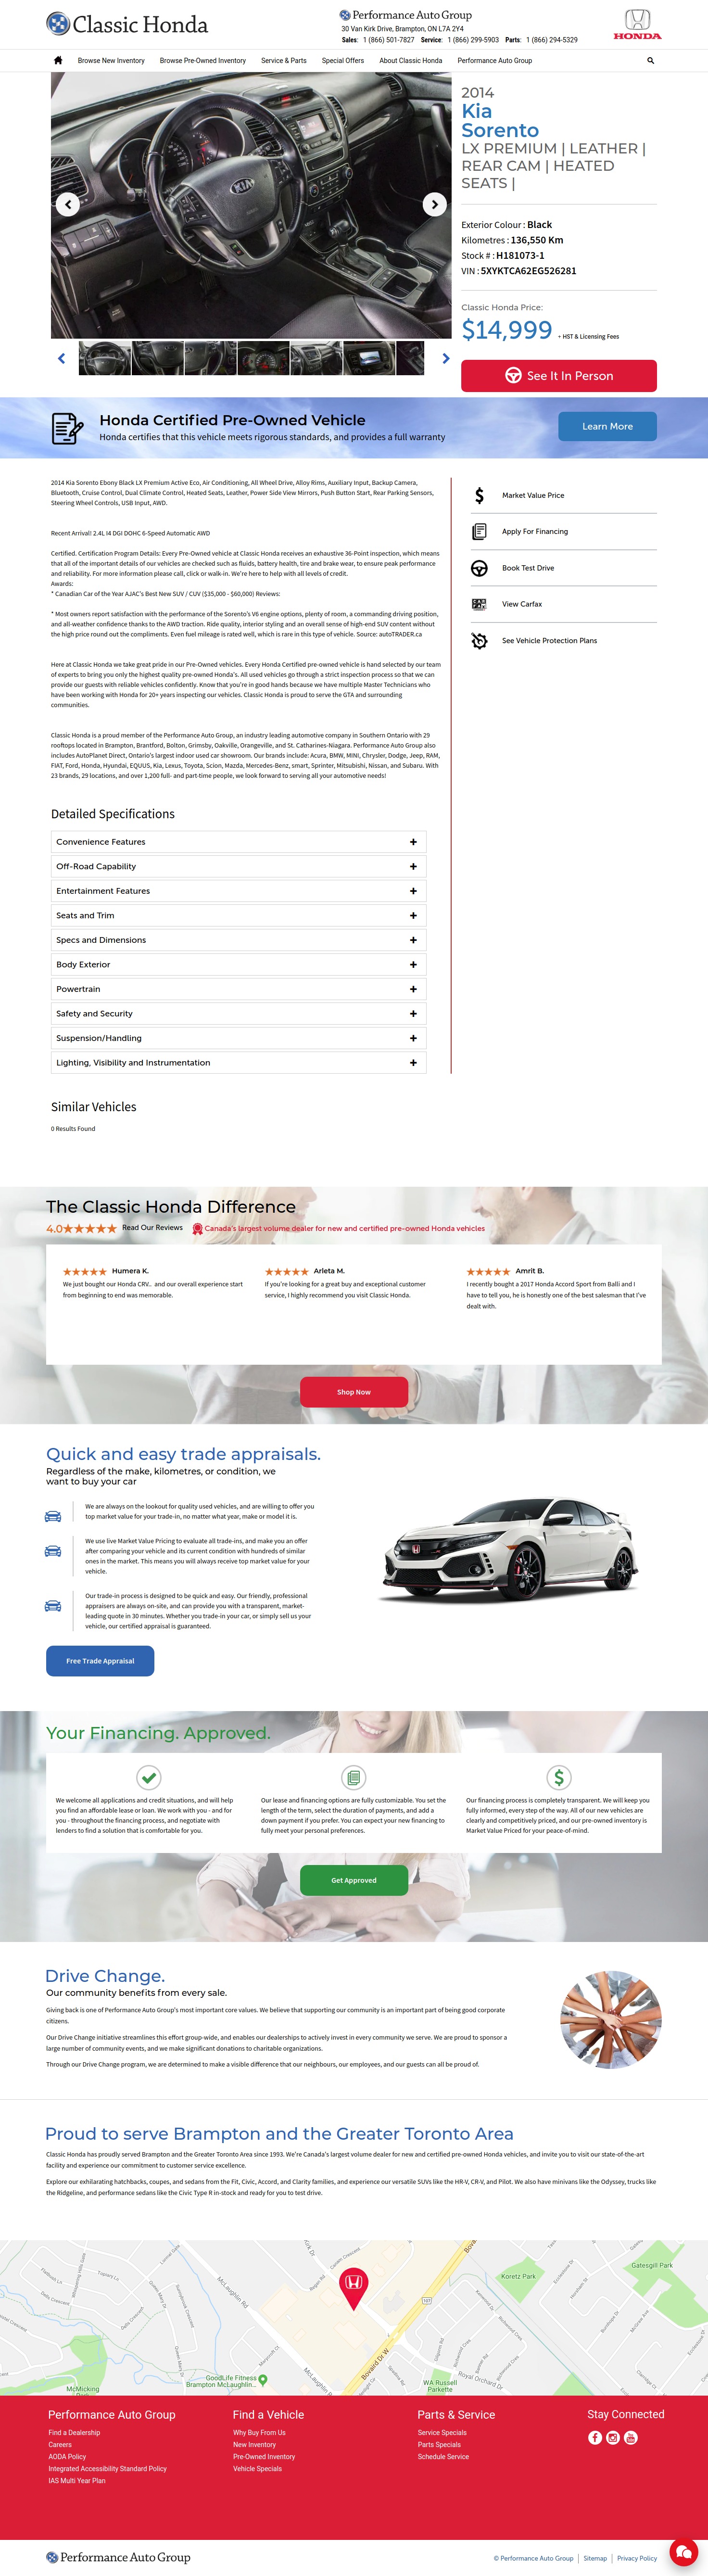 Classic Honda
Performance Auto Group
30 Van Kirk Drive, Brampton, ON L7A 2Y4
Sales: 1 (866) 501-7827 Service: 1 (866) 299-5903 Parts: 1 (866) 294-5329
HONDA
Browse New Inventory Browse Pre-Owned Inventory Service & Parts Special Offers About Classic Honda Performance Auto Group
KIA
2014
Kia
Sorento
LX PREMIUM | LEATHER |
REAR CAM | HEATED
SEATS |
Exterior Colour : Black
Kilometres : 136,550 Km
Stock # : H181073-1
VIN : 5XYKTCA62EG526281
Classic Honda Price:
$14,999 + HST & Licensing Fees
See It In Person
Honda Certified Pre-Owned Vehicle
Honda certifies that this vehicle meets rigorous standards, and provides a full warranty
Learn More
2014 Kia Sorento Ebony Black LX Premium Active Eco, Air Conditioning, All Wheel Drive, Alloy Rims, Auxiliary Input, Backup Camera,
Bluetooth, Cruise Control, Dual Climate Control, Heated Seats, Leather, Power Side View Mirrors, Push Button Start, Rear Parking Sensors,
Steering Wheel Controls, USB Input, AWD.
Recent Arrival! 2.4L I4 DGI DOHC 6-Speed Automatic AWD
Certified. Certification Program Details: Every Pre-Owned vehicle at Classic Honda receives an exhaustive 36-Point inspection, which means
that all of the important details of our vehicles are checked such as fluids, battery health, tire and brake wear, to ensure peak performance
and reliability. For more information please call, click or walk-in. We're here to help with all levels of credit.
Awards:
* Canadian Car of the Year AJAC's Best New SUV / CUV ($35,000 - $60,000) Reviews:
* Most owners report satisfaction with the performance of the Sorento's V6 engine options, plenty of room, a commanding driving position,
and all-weather confidence thanks to the AWD traction. Ride quality, interior styling and an overall sense of high-end SUV content without
the high price round out the compliments. Even fuel mileage is rated well, which is rare in this type of vehicle. Source: autoTRADER.ca
Here at Classic Honda we take great pride in our Pre-Owned vehicles. Every Honda Certified pre-owned vehicle is hand selected by our team
of experts to bring you only the highest quality pre-owned Honda's. All used vehicles go through a strict inspection process so that we can
provide our guests with reliable vehicles confidently. Know that you're in good hands because we have multiple Master Technicians who
have been working with Honda for 20+ years inspecting our vehicles. Classic Honda is proud to serve the GTA and surrounding
communities.
Classic Honda is a proud member of the Performance Auto Group, an industry leading automotive company in Southern Ontario with 29
rooftops located in Brampton, Brantford, Bolton, Grimsby, Oakville, Orangeville, and St. Catharines-Niagara. Performance Auto Group also
includes AutoPlanet Direct, Ontario's largest indoor used car showroom. Our brands include: Acura, BMW, MINI, Chrysler, Dodge, Jeep, RAM,
FIAT, Ford, Honda, Hyundai, EQUUS, Kia, Lexus, Toyota, Scion, Mazda, Mercedes-Benz, smart, Sprinter, Mitsubishi, Nissan, and Subaru. With
23 brands, 29 locations, and over 1,200 full- and part-time people, we look forward to serving all your automotive needs!
Market Value Price
Apply For Financing
Book Test Drive
View Carfax
See Vehicle Protection Plans
Detailed Specifications
Convenience Features
Off-Road Capability
Entertainment Features
Seats and Trim
Specs and Dimensions
Body Exterior
Powertrain
Safety and Security
Suspension/Handling
Lighting, Visibility and Instrumentation
Similar Vehicles
0 Results Found
The Classic Honda Difference
4.0 Read Our Reviews Canada's largest volume dealer for new and certified pre-owned Honda vehicles
Humera K.
We just bought our Honda CRV.. and our overall experience start
from beginning to end was memorable.
Arleta M.
If you're looking for a great buy and exceptional customer
service, I highly recommend you visit Classic Honda.
Amrit B.
I recently bought a 2017 Honda Accord Sport from Balli and I
have to tell you, he is honestly one of the best salesman that I've
dealt with.
Shop Now
Quick and easy trade appraisals.
Regardless of the make, kilometres, or condition, we
want to buy your car
We are always on the lookout for quality used vehicles, and are willing to offer you
top market value for your trade-in, no matter what year, make or model it is.
We use live Market Value Pricing to evaluate all trade-ins, and make you an offer
after comparing your vehicle and its current condition with hundreds of similar
ones in the market. This means you will always receive top market value for your
vehicle.
Our trade-in process is designed to be quick and easy. Our friendly, professional
appraisers are always on-site, and can provide you with a transparent, market-
leading quote in 30 minutes. Whether you trade-in your car, or simply sell us your
vehicle, our certified appraisal is guaranteed.
Free Trade Appraisal
Your Financing. Approved.
We welcome all applications and credit situations, and will help
you find an affordable lease or loan. We work with you - and for
you - throughout the financing process, and negotiate with
lenders to find a solution that is comfortable for you.
Our lease and financing options are fully customizable. You set the
length of the term, select the duration of payments, and add a
down payment if you prefer. You can expect your new financing to
fully meet your personal preferences.
Our financing process is completely transparent. We will keep you
fully informed, every step of the way. All of our new vehicles are
clearly and competitively priced, and our pre-owned inventory is
Market Value Priced for your peace-of-mind.
Get Approved
Drive Change.
Our community benefits from every sale.
Giving back is one of Performance Auto Group's most important core values. We believe that supporting our community is an important part of being good corporate
citizens.
Our Drive Change initiative streamlines this effort group-wide, and enables our dealerships to actively invest in every community we serve. We are proud to sponsor a
large number of community events, and we make significant donations to charitable organizations.
Through our Drive Change program, we are determined to make a visible difference that our neighbours, our employees, and our guests can all be proud of.
Proud to serve Brampton and the Greater Toronto Area
Classic Honda has proudly served Brampton and the Greater Toronto Area since 1993. We're Canada's largest volume dealer for new and certified pre-owned Honda vehicles, and invite you to visit our state-of-the-art
facility and experience our commitment to customer service excellence.
Explore our exhilarating hatchbacks, coupes, and sedans from the Fit, Civic, Accord, and Clarity families, and experience our versatile SUVs like the HR-V, CR-V, and Pilot. We also have minivans like the Odyssey, trucks like
the Ridgeline, and performance sedans like the Civic Type R in-stock and ready for you to test drive.
Gatesgill Park
Koretz Park
McLaughlin Rd
107
Bovaird Dr W
GoodLife Fitness
Brampton McLaughlin...
Royal Orchard Dr
WA Russell
Parkette
McMicking
Performance Auto Group
Find a Dealership
Careers
AODA Policy
Integrated Accessibility Standard Policy
IAS Multi Year Plan
Find a Vehicle
Why Buy From Us
New Inventory
Pre-Owned Inventory
Vehicle Specials
Parts & Service
Service Specials
Parts Specials
Schedule Service
Stay Connected
Performance Auto Group
© Performance Auto Group Sitemap Privacy Policy